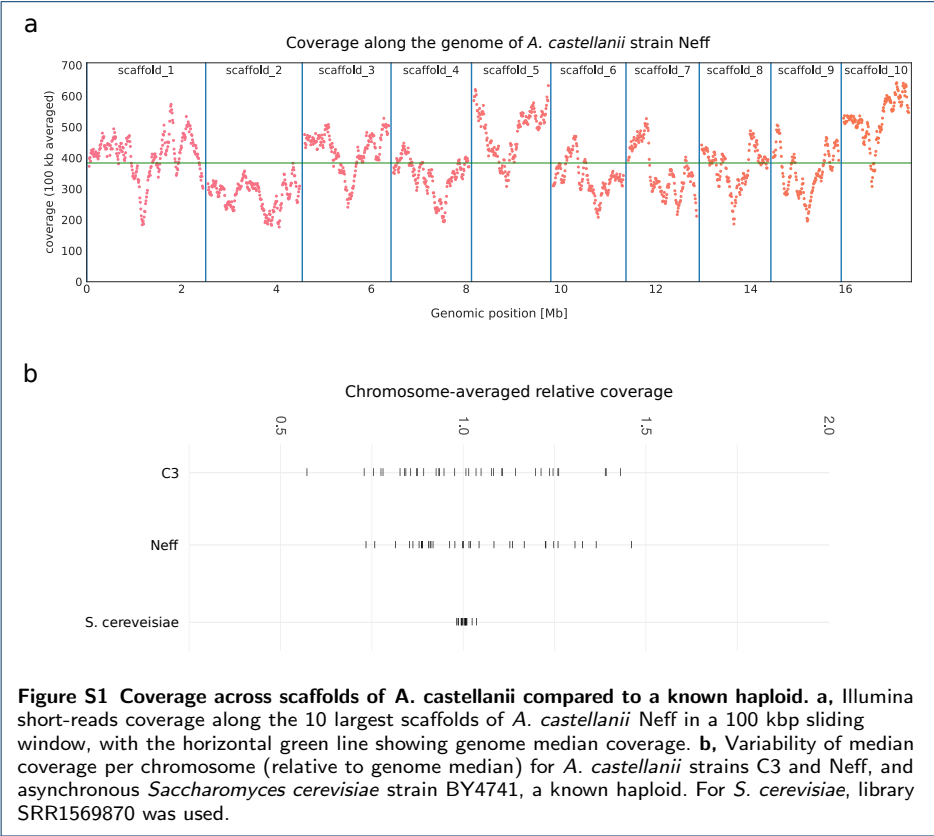 a
Coverage along the genome of A. castellanii strain Neff
scaffold_1 scaffold_2 scaffold_3 scaffold_4 scaffold_5 scaffold_6 scaffold_7 scaffold_8 scaffold_9 scaffold_10
700
600
500
400
300
200
100
0
coverage (100 kb averaged)
0 2 4 6 8 10 12 14 16
Genomic position [Mb]
b
Chromosome-averaged relative coverage
0.5 1.0 1.5 2.0
C3
Neff
S. cereveisiae
Figure S1 Coverage across scaffolds of A. castellanii compared to a known haploid. a, Illumina
short-reads coverage along the 10 largest scaffolds of A. castellanii Neff in a 100 kbp sliding
window, with the horizontal green line showing genome median coverage. b, Variability of median
coverage per chromosome (relative to genome median) for A. castellanii strains C3 and Neff, and
asynchronous Saccharomyces cerevisiae strain BY4741, a known haploid. For S. cerevisiae, library
SRR1569870 was used.